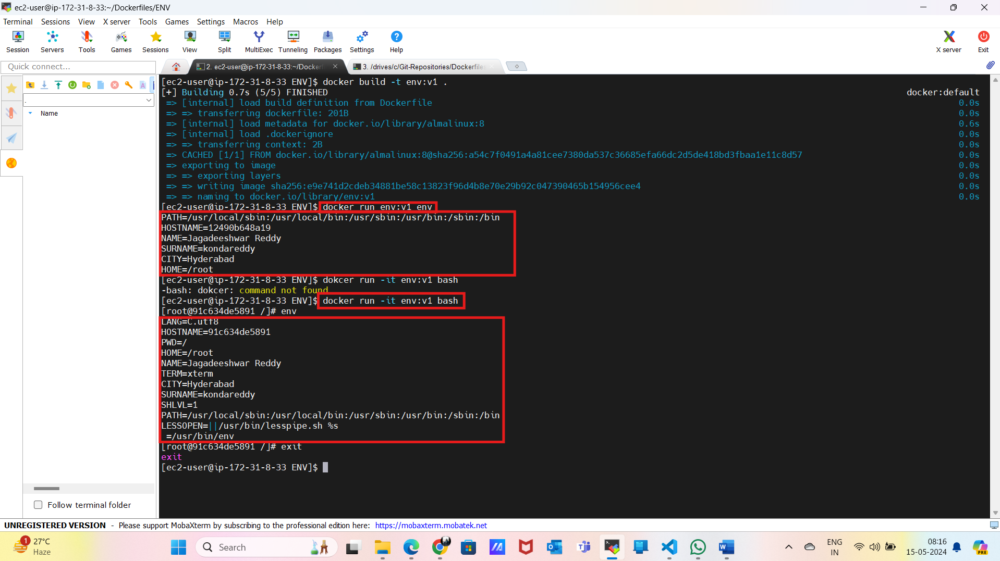 ec2-user@ip-172-31-8-33:~/Dockerfiles/ENV
Terminal Sessions View X server Tools Games Settings Macros Help
Session Servers Tools Games Sessions View Split MultiExec Tunneling Packages Settings Help X server Exit
Quick connect...
2. ec2-user@ip-172-31-8-33:~/Dockerf
3. /drives/c/Git-Repositories/Dockerfiles
.
Name
[ec2-user@ip-172-31-8-33 ENV]$ docker build -t env:v1 .
[+] Building 0.7s (5/5) FINISHED docker:default
=> [internal] load build definition from Dockerfile 0.0s
=> => transferring dockerfile: 201B 0.0s
=> [internal] load metadata for docker.io/library/almalinux:8 0.6s
=> [internal] load .dockerignore 0.0s
=> => transferring context: 2B 0.0s
=> CACHED [1/1] FROM docker.io/library/almalinux:8@sha256:a54c7f0491a4a81cee7380da537c36685efa66dc2d5de418bd3fbaa1e11c8d57 0.0s
=> exporting to image 0.0s
=> => exporting layers 0.0s
=> => writing image sha256:e9e741d2cdeb34881be58c13823f96d4b8e70e29b92c047390465b154956cee4 0.0s
=> => naming to docker.io/library/env:v1 0.0s
[ec2-user@ip-172-31-8-33 ENV]$ docker run env:v1 env
PATH=/usr/local/sbin:/usr/local/bin:/usr/sbin:/usr/bin:/sbin:/bin
HOSTNAME=12490b648a19
NAME=Jagadeeshwar Reddy
SURNAME=kondareddy
CITY=Hyderabad
HOME=/root
[ec2-user@ip-172-31-8-33 ENV]$ dokcer run -it env:v1 bash
-bash: dokcer: command not found
[ec2-user@ip-172-31-8-33 ENV]$ docker run -it env:v1 bash
[root@91c634de5891 /]# env
LANG=C.utf8
HOSTNAME=91c634de5891
PWD=/
HOME=/root
NAME=Jagadeeshwar Reddy
TERM=xterm
CITY=Hyderabad
SURNAME=kondareddy
SHLVL=1
PATH=/usr/local/sbin:/usr/local/bin:/usr/sbin:/usr/bin:/sbin:/bin
LESSOPEN=||/usr/bin/lesspipe.sh %s
=/usr/bin/env
[root@91c634de5891 /]# exit
exit
[ec2-user@ip-172-31-8-33 ENV]$
Follow terminal folder
UNREGISTERED VERSION - Please support MobaXterm by subscribing to the professional edition here: https://mobaxterm.mobatek.net
1
27°C
Haze
Search
ENG
IN
08:16
15-05-2024
PRE